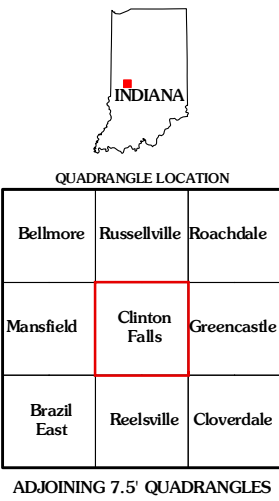 INDIANA
QUADRANGLE LOCATION
Bellmore Russellville Roachdale
Mansfield Clinton Falls Greencastle
Brazil East Reelsville Cloverdale
ADJOINING 7.5' QUADRANGLES